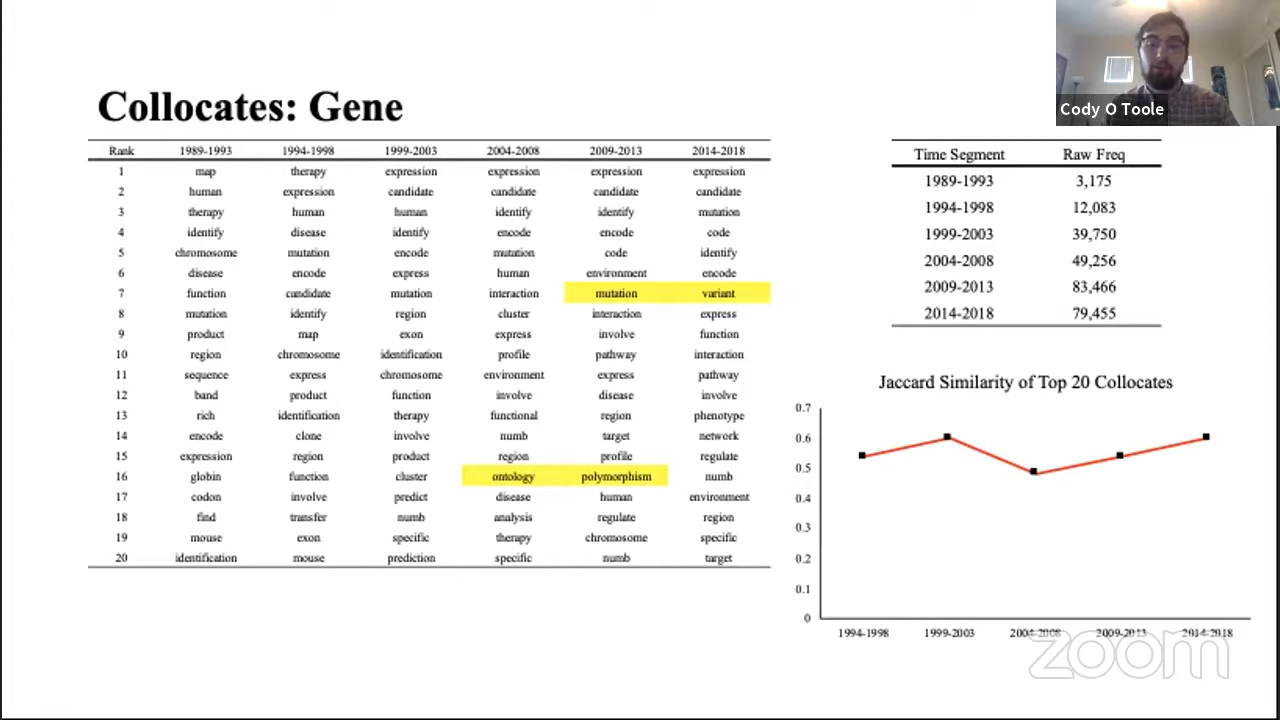 Cody O Toole
Collocates: Gene
Rank 1989-1993 1994-1998 1999-2003 2004-2008 2009-2013 2014-2018
1 map therapy expression expression expression expression
2 human expression candidate candidate candidate candidate
3 therapy human human identify identify mutation
4 identify disease identify encode encode code
5 chromosome mutation encode mutation code identify
6 disease encode express human environment encode
7 function candidate mutation interaction mutation variant
8 mutation identify region cluster interaction express
9 product map exon express involve function
10 region chromosome identification profile pathway interaction
11 sequence express chromosome environment express pathway
12 band product function involve disease involve
13 rich identification therapy functional region phenotype
14 encode clone involve numb target network
15 expression region product region profile regulate
16 globin function cluster ontology polymorphism numb
17 codon involve predict disease human environment
18 find transfer numb analysis regulate region
19 mouse exon specific therapy chromosome specific
20 identification mouse prediction specific numb target
Time Segment Raw Freq
1989-1993 3,175
1994-1998 12,083
1999-2003 39,750
2004-2008 49,256
2009-2013 83,466
2014-2018 79,455
Jaccard Similarity of Top 20 Collocates
0.7
0.6
0.5
0.4
0.3
0.2
0.1
0
1994-1998 1999-2003 2004-2008 2009-2013 2014-2018
zoom